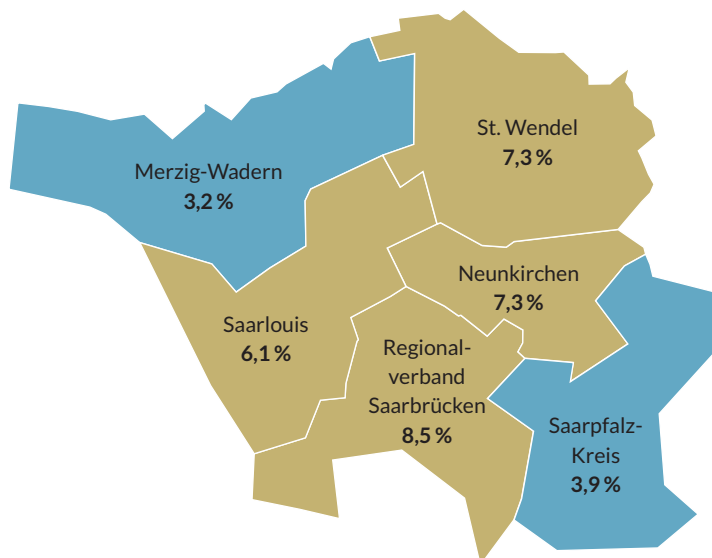 St. Wendel
7,3 %
Merzig-Wadern
3,2 %
Neunkirchen
7,3 %
Saarlouis
6,1 %
Regional-
verband
Saarbrücken
8,5 %
Saarpfalz-
Kreis
3,9 %